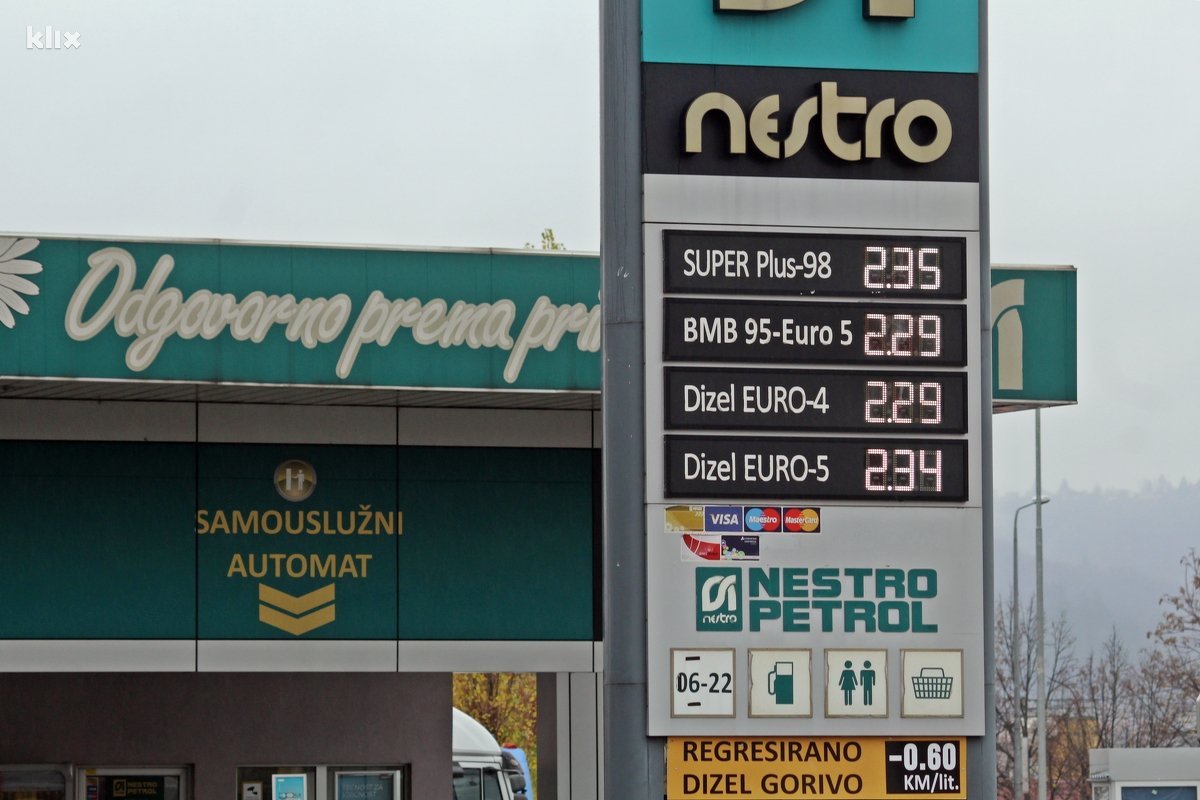 klix
nestro
SUPER Plus-98 2.35
BMB 95-Euro 5 2.29
Dizel EURO-4 2.29
Dizel EURO-5 2.34
VISA Maestro MasterCard
nestro
NESTRO
PETROL
06-22
REGRESIRANO
DIZEL GORIVO
-0.60
KM/lit.
Odgovorno prema pri
SAMOUSLUŽNI
AUTOMAT
NESTRO
PETROL